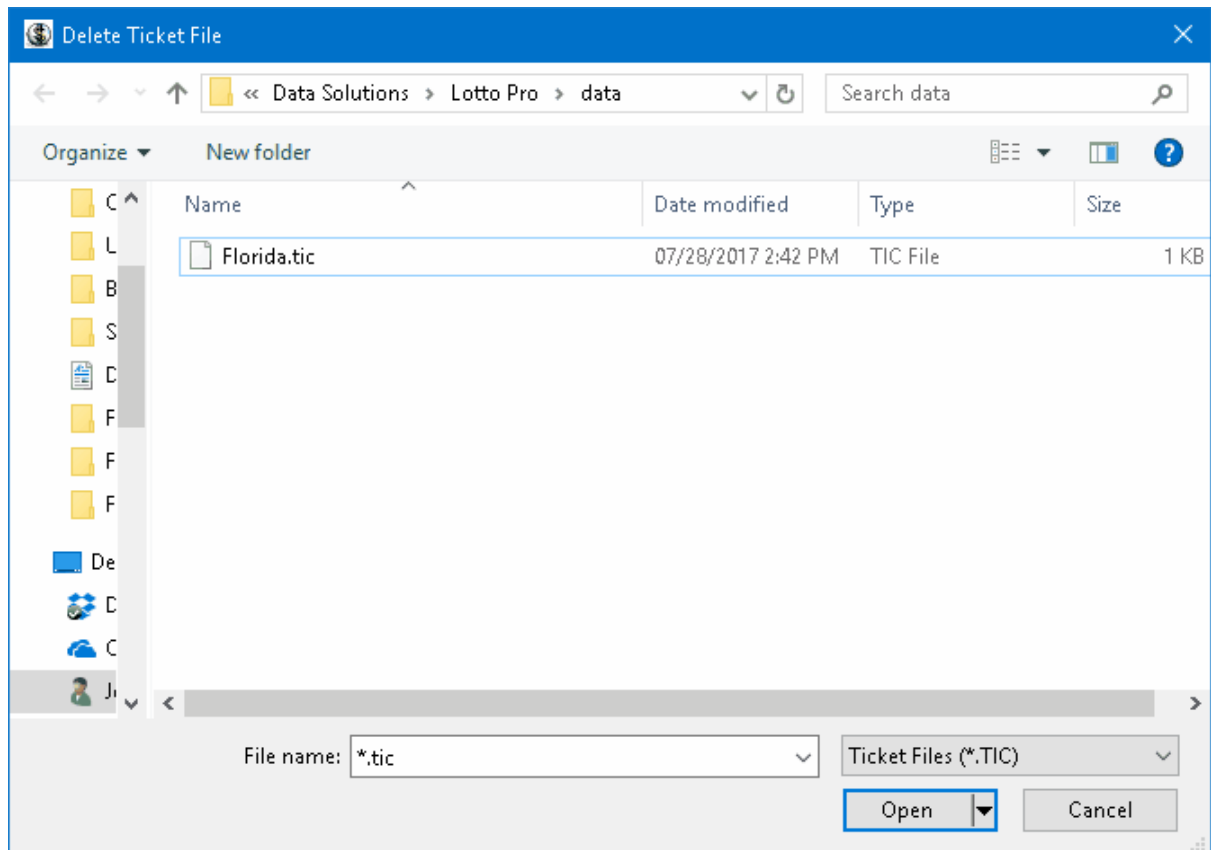 Delete Ticket File
« Data Solutions > Lotto Pro > data
Search data
Organize
New folder
?
Name
Date modified
Type
Size
Florida.tic
07/28/2017 2:42 PM
TIC File
1 KB
C
L
B
S
D
F
F
F
De
D
C
File name:
*.tic
Ticket Files (*.TIC)
Open
Cancel